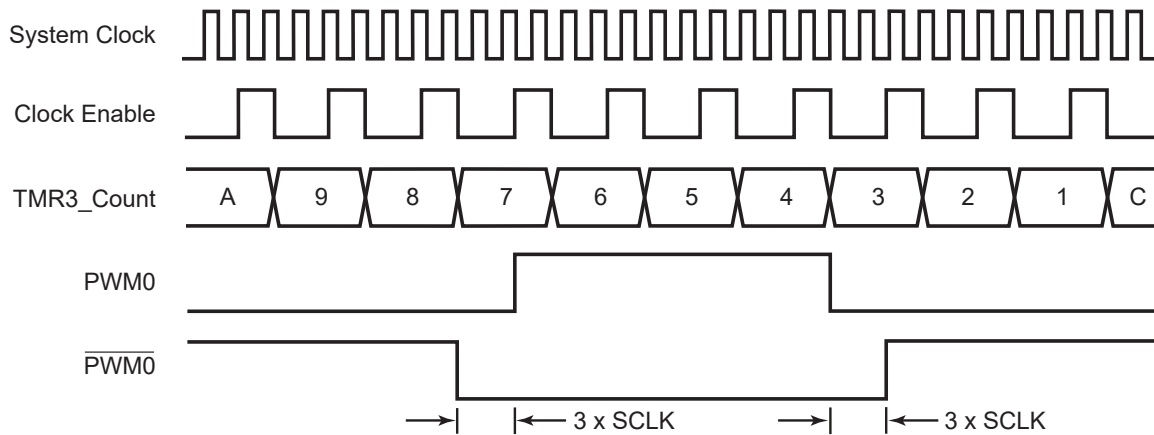 System Clock
Clock Enable
TMR3_Count A 9 8 7 6 5 4 3 2 1 C
PWM0
P̅W̅M̅0̅
3 x SCLK 3 x SCLK